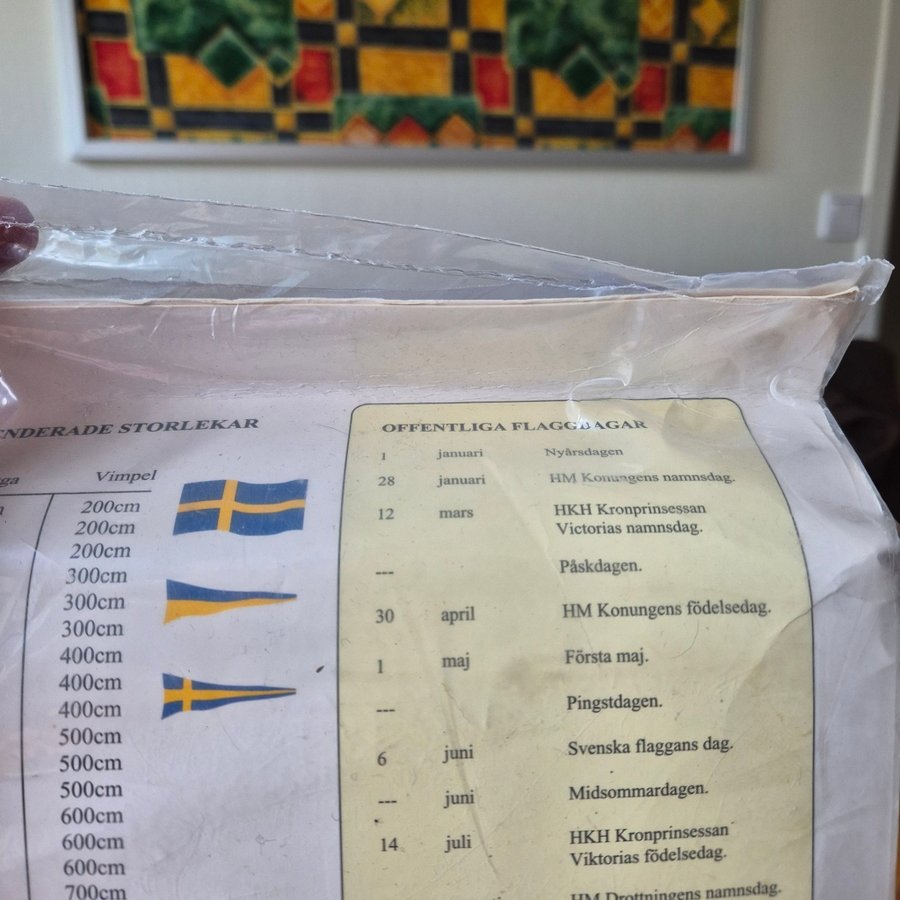 ENDERADE STORLEKAR
Vimpel
200cm
200cm
200cm
300cm
300cm
300cm
400cm
400cm
400cm
500cm
500cm
500cm
600cm
600cm
600cm
700cm
OFFENTLIGA FLAGGDAGAR
1 januari Nyårsdagen
28 januari HM Konungens namnsdag.
12 mars HKH Kronprinsessan
Victorias namnsdag.
--- Påskdagen.
30 april HM Konungens födelsedag.
1 maj Första maj.
--- Pingstdagen.
6 juni Svenska flaggans dag.
--- juni Midsommardagen.
14 juli HKH Kronprinsessan
Viktorias födelsedag.
HM Drottningens namnsdag.